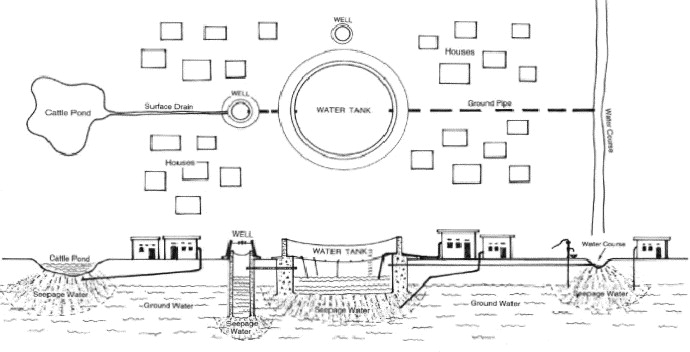 WELL
Houses
WELL
Cattle Pond
Surface Drain
WATER TANK
Ground Pipe
Water Course
Houses
WELL
WATER TANK
Water Course
Cattle Pond
Seepage Water
Ground Water
Seepage
Water
Seepage Water
Ground Water
Seepage Water